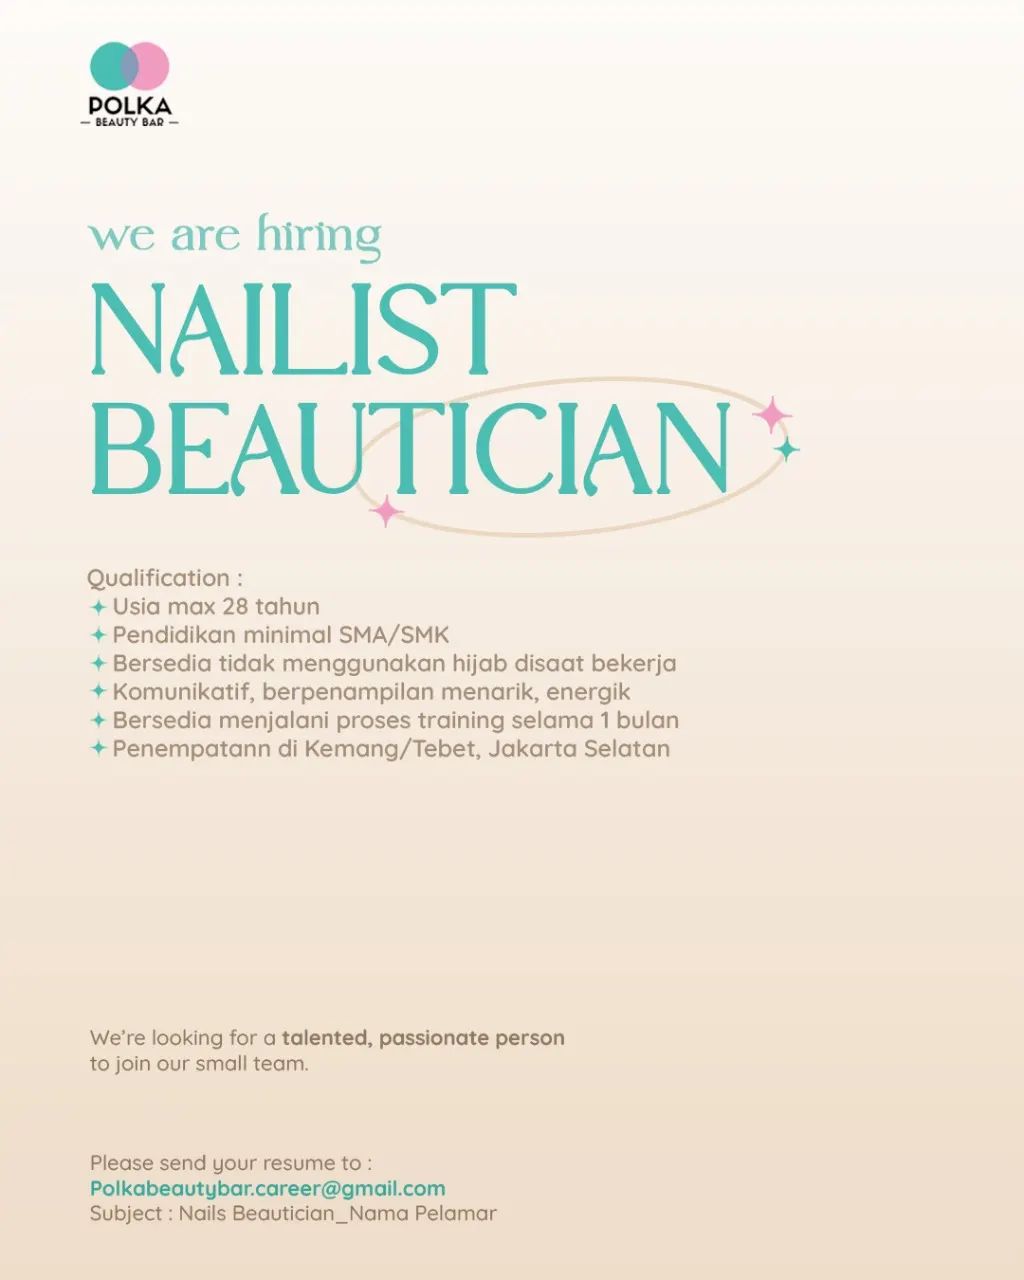 POLKA
— BEAUTY BAR —
we are hiring
NAILIST
BEAUTICIAN
Qualification :
Usia max 28 tahun
Pendidikan minimal SMA/SMK
Bersedia tidak menggunakan hijab disaat bekerja
Komunikatif, berpenampilan menarik, energik
Bersedia menjalani proses training selama 1 bulan
Penempatann di Kemang/Tebet, Jakarta Selatan
We’re looking for a talented, passionate person
to join our small team.
Please send your resume to :
Polkabeautybar.career@gmail.com
Subject : Nails Beautician_Nama Pelamar